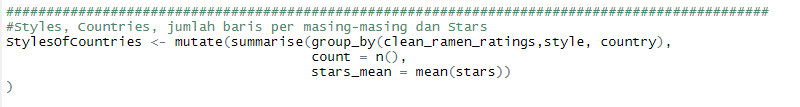 ###############################################################################################
#Styles, Countries, jumlah baris per masing-masing dan Stars
StylesOfCountries <- mutate(summarise(group_by(clean_ramen_ratings,style, country),
count = n(),
stars_mean = mean(stars))
)